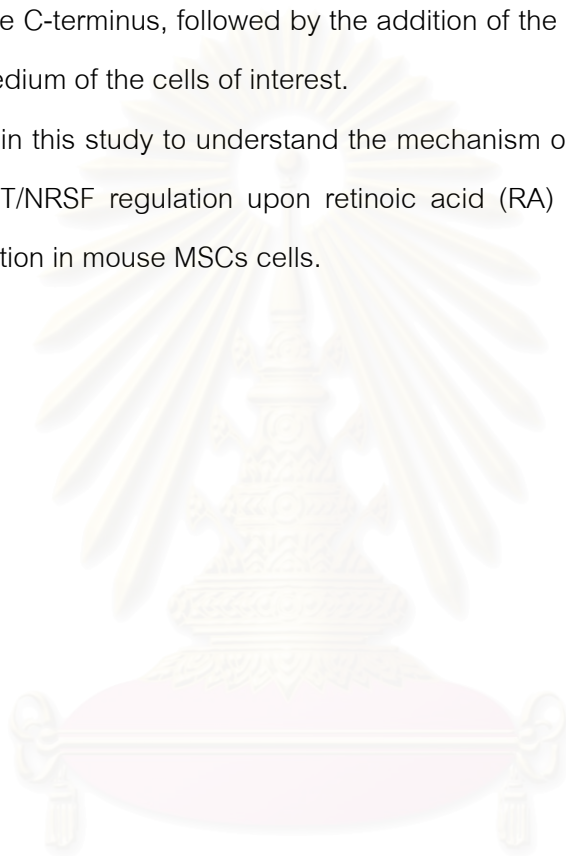 e C-terminus, followed by the addition of the
edium of the cells of interest.
in this study to understand the mechanism o
T/NRSF regulation upon retinoic acid (RA)
tion in mouse MSCs cells.